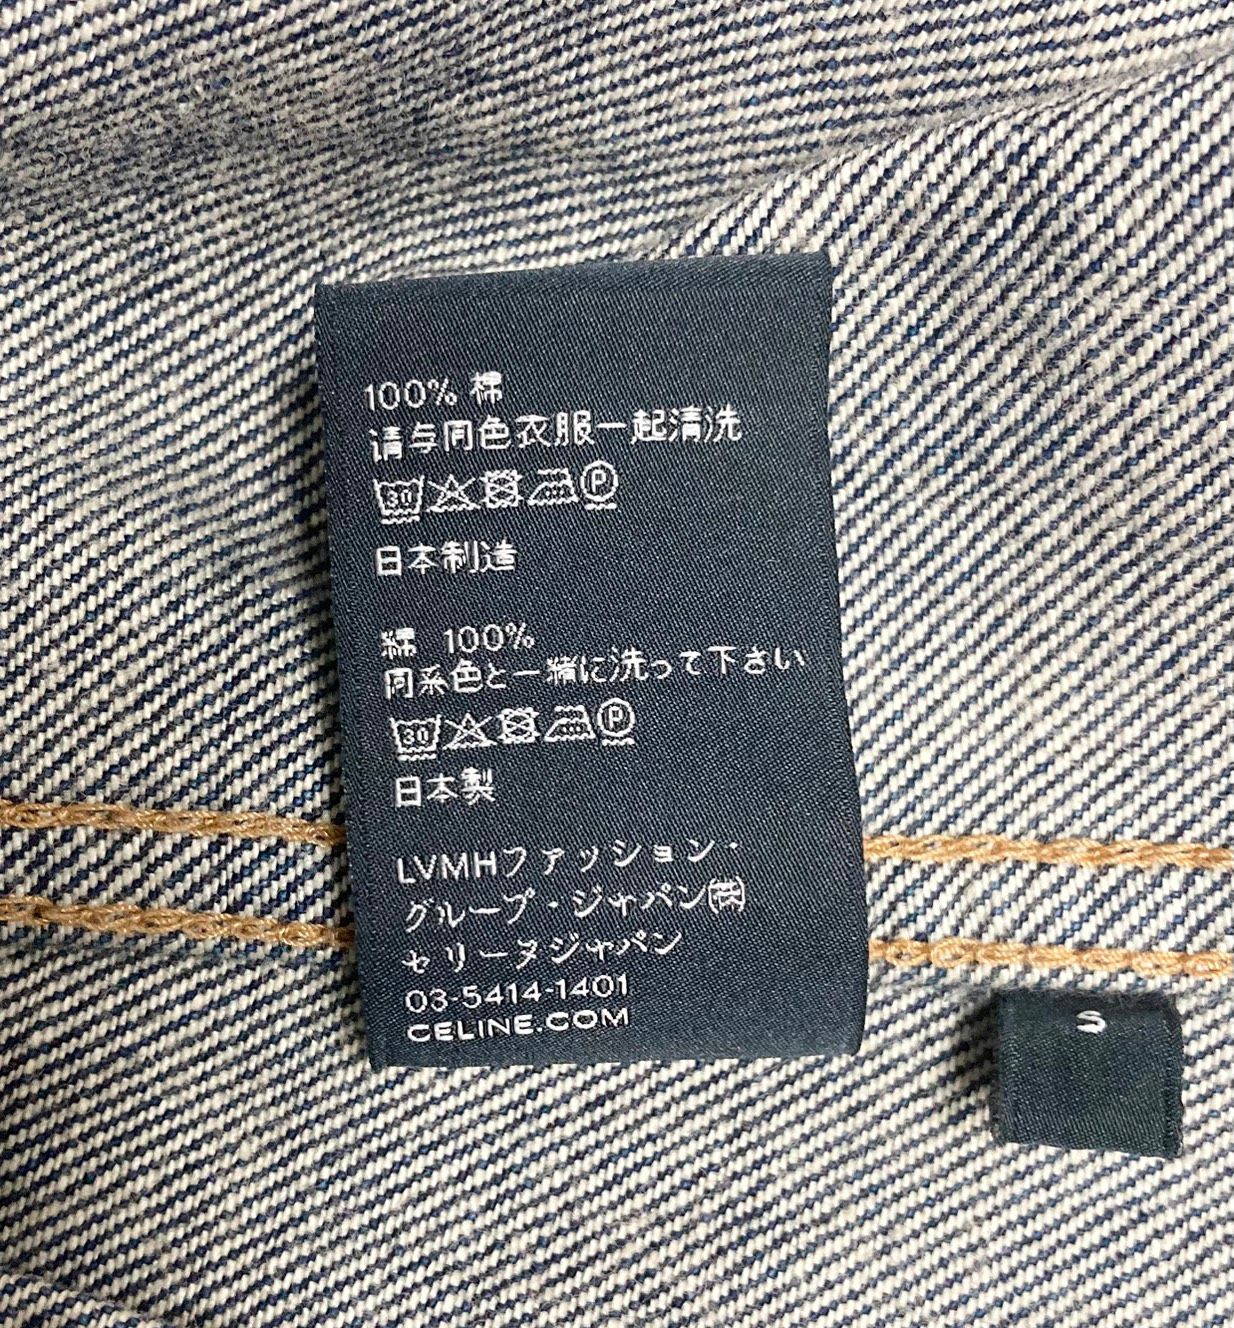 100% 棉
请与同色衣服一起清洗
30 P
日本制造
綿 100%
同系色と一緒に洗って下さい
30 P
日本製
LVMHファッション・
グループ・ジャパン㈱
セリーヌジャパン
03-5414-1401
CELINE.COM
S